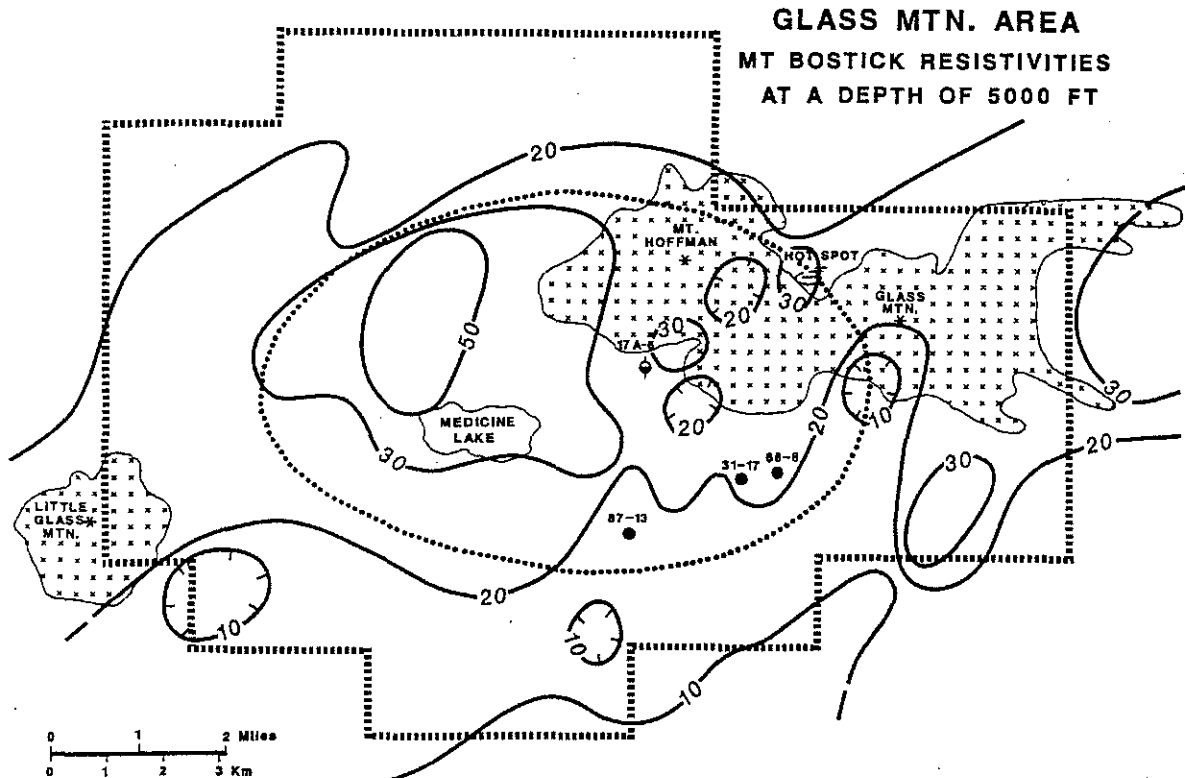 GLASS MTN. AREA
MT BOSTICK RESISTIVITIES
AT A DEPTH OF 5000 FT
20
MT.
HOFFMAN
HOT SPOT
30
20
GLASS
MTN.
50
30
17A-6
20
10
30
20
MEDICINE
LAKE
20
30
31-17
68-8
30
LITTLE
GLASS
MTN.
87-13
20
10
10
10
0
1
2 Miles
0
1
2
3 Km